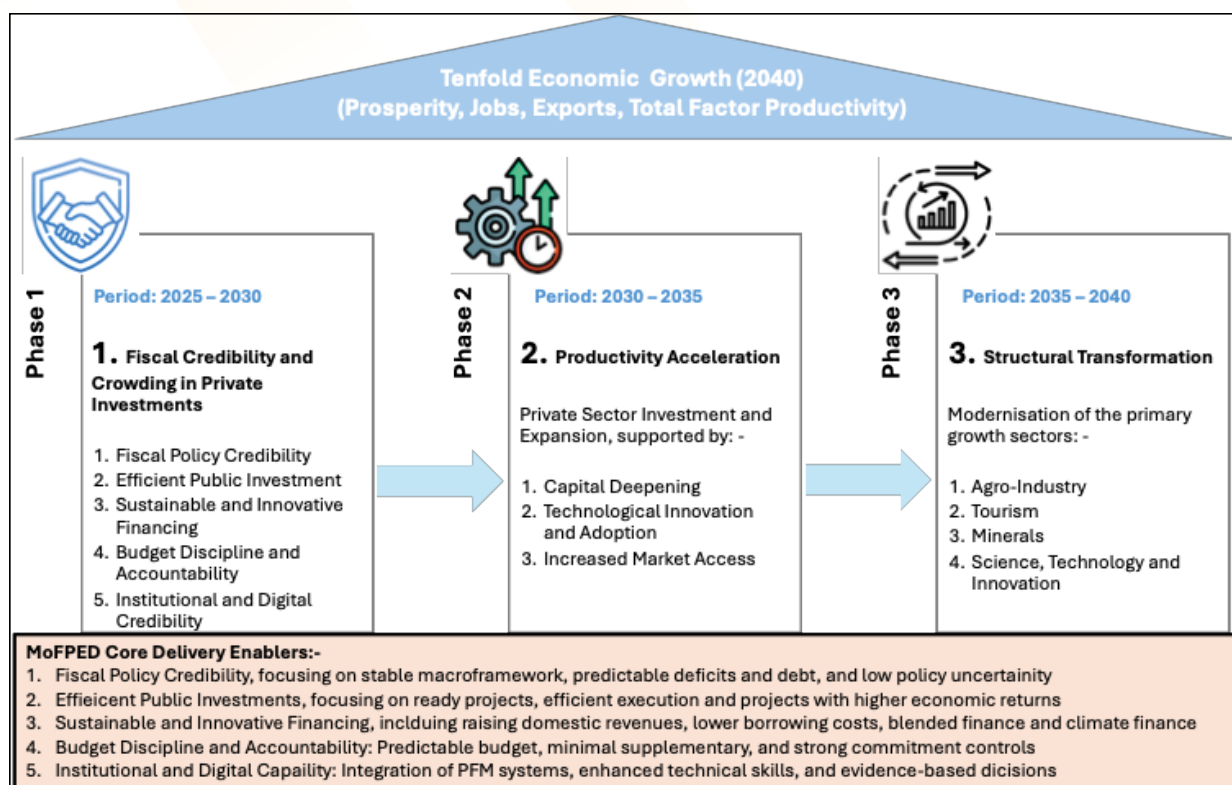 Tenfold Economic Growth (2040)
(Prosperity, Jobs, Exports, Total Factor Productivity)
Phase 1
Period: 2025 – 2030
1. Fiscal Credibility and
Crowding in Private
Investments
1. Fiscal Policy Credibility
2. Efficient Public Investment
3. Sustainable and Innovative
Financing
4. Budget Discipline and
Accountability
5. Institutional and Digital
Credibility
Phase 2
Period: 2030 – 2035
2. Productivity Acceleration
Private Sector Investment and
Expansion, supported by: -
1. Capital Deepening
2. Technological Innovation
and Adoption
3. Increased Market Access
Phase 3
Period: 2035 – 2040
3. Structural Transformation
Modernisation of the primary
growth sectors: -
1. Agro-Industry
2. Tourism
3. Minerals
4. Science, Technology and
Innovation
MoFPED Core Delivery Enablers:-
1. Fiscal Policy Credibility, focusing on stable macroframework, predictable deficits and debt, and low policy uncertainity
2. Effieicent Public Investments, focusing on ready projects, efficient execution and projects with higher economic returns
3. Sustainable and Innovative Financing, inclduing raising domestic revenues, lower borrowing costs, blended finance and climate finance
4. Budget Discipline and Accountability: Predictable budget, minimal supplementary, and strong commitment controls
5. Institutional and Digital Capaility: Integration of PFM systems, enhanced technical skills, and evidence-based dicisions